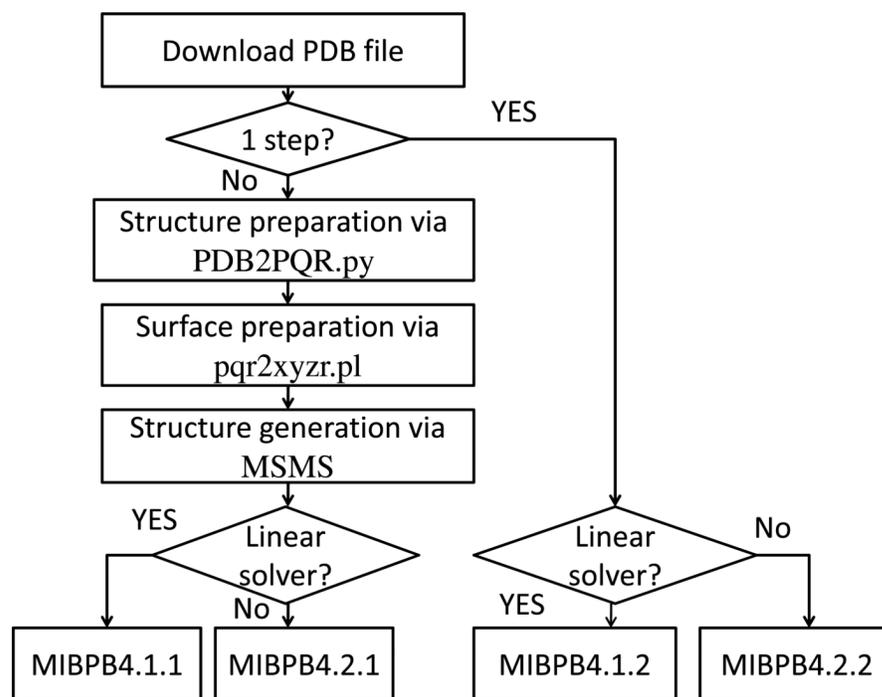 Download PDB file
YES
1 step?
No
Structure preparation via
PDB2PQR.py
Surface preparation via
pqr2xyzr.pl
Structure generation via
MSMS
YES
Linear
solver?
No
Linear
solver?
No
YES
MIBPB4.1.1
MIBPB4.2.1
MIBPB4.1.2
MIBPB4.2.2